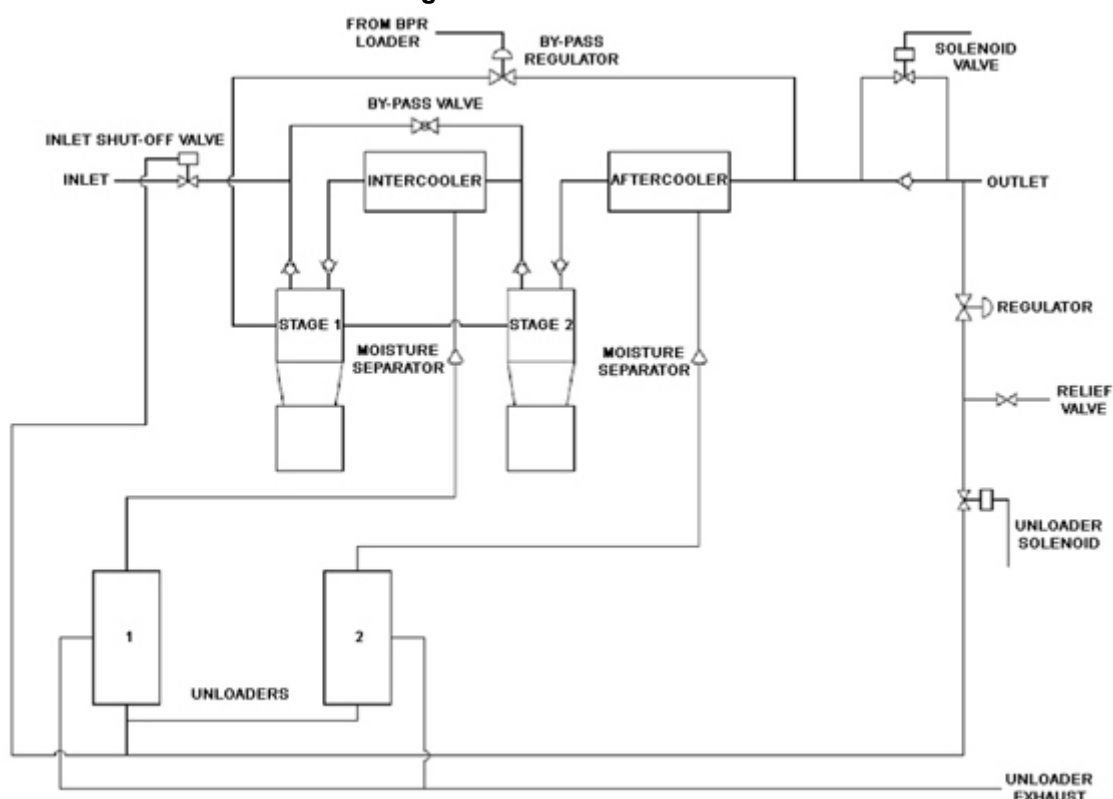 FROM BPR
LOADER
BY-PASS
REGULATOR
SOLENOID
VALVE
BY-PASS VALVE
INLET SHUT-OFF VALVE
INLET
INTERCOOLER
AFTERCOOLER
OUTLET
REGULATOR
STAGE 1
STAGE 2
MOISTURE
SEPARATOR
MOISTURE
SEPARATOR
RELIEF
VALVE
UNLOADER
SOLENOID
1
2
UNLOADERS
UNLOADER
EXHAUST